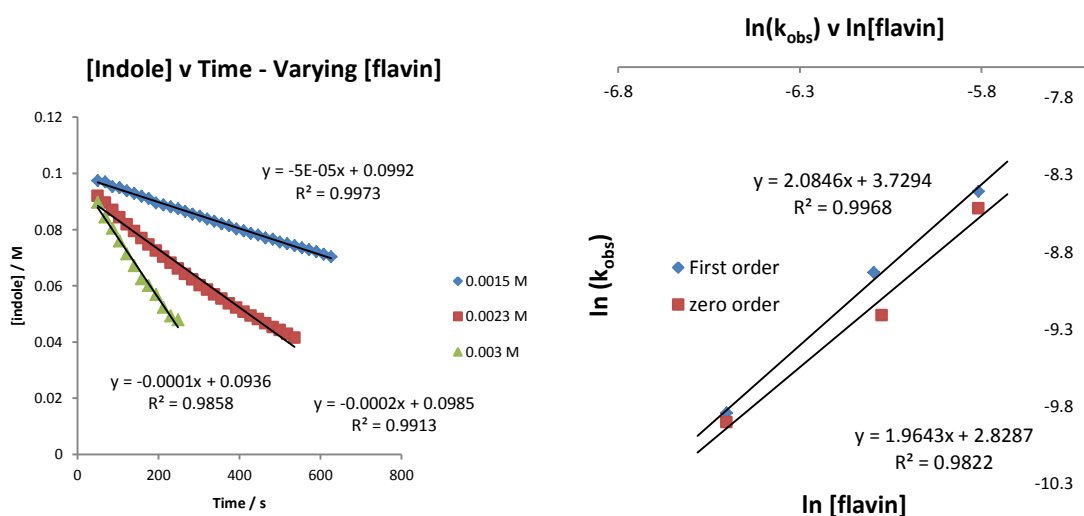 [Indole] v Time - Varying [flavin]
0.12
0.1
0.08
0.06
0.04
0.02
0
0
200
400
600
800
[indole] / M
Time / s
y = -5E-05x + 0.0992
R² = 0.9973
y = -0.0001x + 0.0936
R² = 0.9858
y = -0.0002x + 0.0985
R² = 0.9913
0.0015 M
0.0023 M
0.003 M
ln(kobs) v ln[flavin]
-6.8
-6.3
-5.8
-7.8
-8.3
-8.8
-9.3
-9.8
-10.3
ln (kobs)
y = 2.0846x + 3.7294
R² = 0.9968
First order
zero order
y = 1.9643x + 2.8287
R² = 0.9822
ln [flavin]